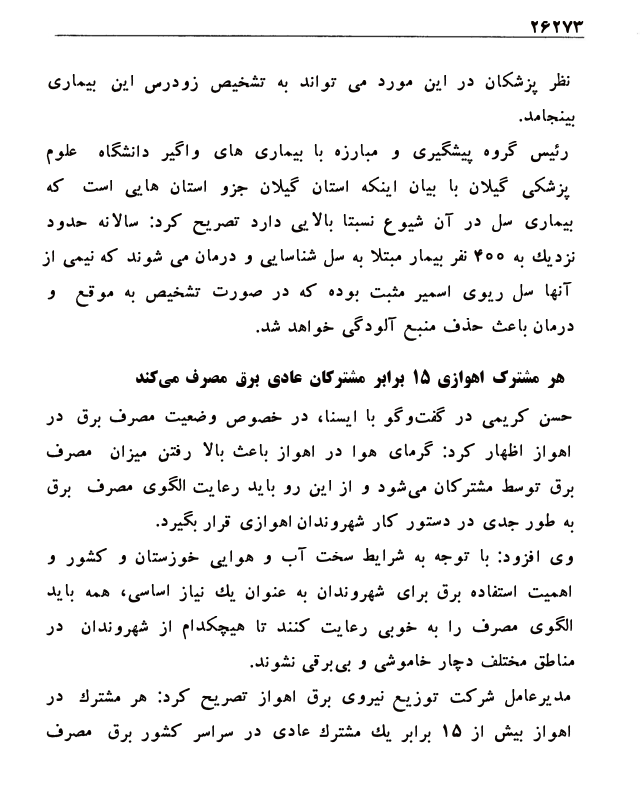 ۲۶۲۷۳
نظر پزشکان در این مورد می تواند به تشخیص زودرس این بیماری
بینجامد.
رئیس گروه پیشگیری و مبارزه با بیماری های واگیر دانشگاه علوم
پزشکی گیلان با بیان اینکه استان گیلان جزو استان هایی است که
بیماری سل در آن شیوع نسبتا بالایی دارد تصریح کرد: سالانه حدود
نزدیك به ۴۰۰ نفر بیمار مبتلا به سل شناسایی و درمان می شوند که نیمی از
آنها سل ریوی اسمیر مثبت بوده که در صورت تشخیص به موقع و
درمان باعث حذف منبع آلودگی خواهد شد.
هر مشترک اهوازی ۱۵ برابر مشترکان عادی برق مصرف می‌کند
حسن کریمی در گفت‌وگو با ایسنا، در خصوص وضعیت مصرف برق در
اهواز اظهار کرد: گرمای هوا در اهواز باعث بالا رفتن میزان مصرف
برق توسط مشترکان می‌شود و از این رو باید رعایت الگوی مصرف برق
به طور جدی در دستور کار شهروندان اهوازی قرار بگیرد.
وی افزود: با توجه به شرایط سخت آب و هوایی خوزستان و کشور و
اهمیت استفاده برق برای شهروندان به عنوان یك نیاز اساسی، همه باید
الگوی مصرف را به خوبی رعایت کنند تا هیچکدام از شهروندان در
مناطق مختلف دچار خاموشی و بی‌برقی نشوند.
مدیرعامل شرکت توزیع نیروی برق اهواز تصریح کرد: هر مشترك در
اهواز بیش از ۱۵ برابر یك مشترك عادی در سراسر کشور برق مصرف